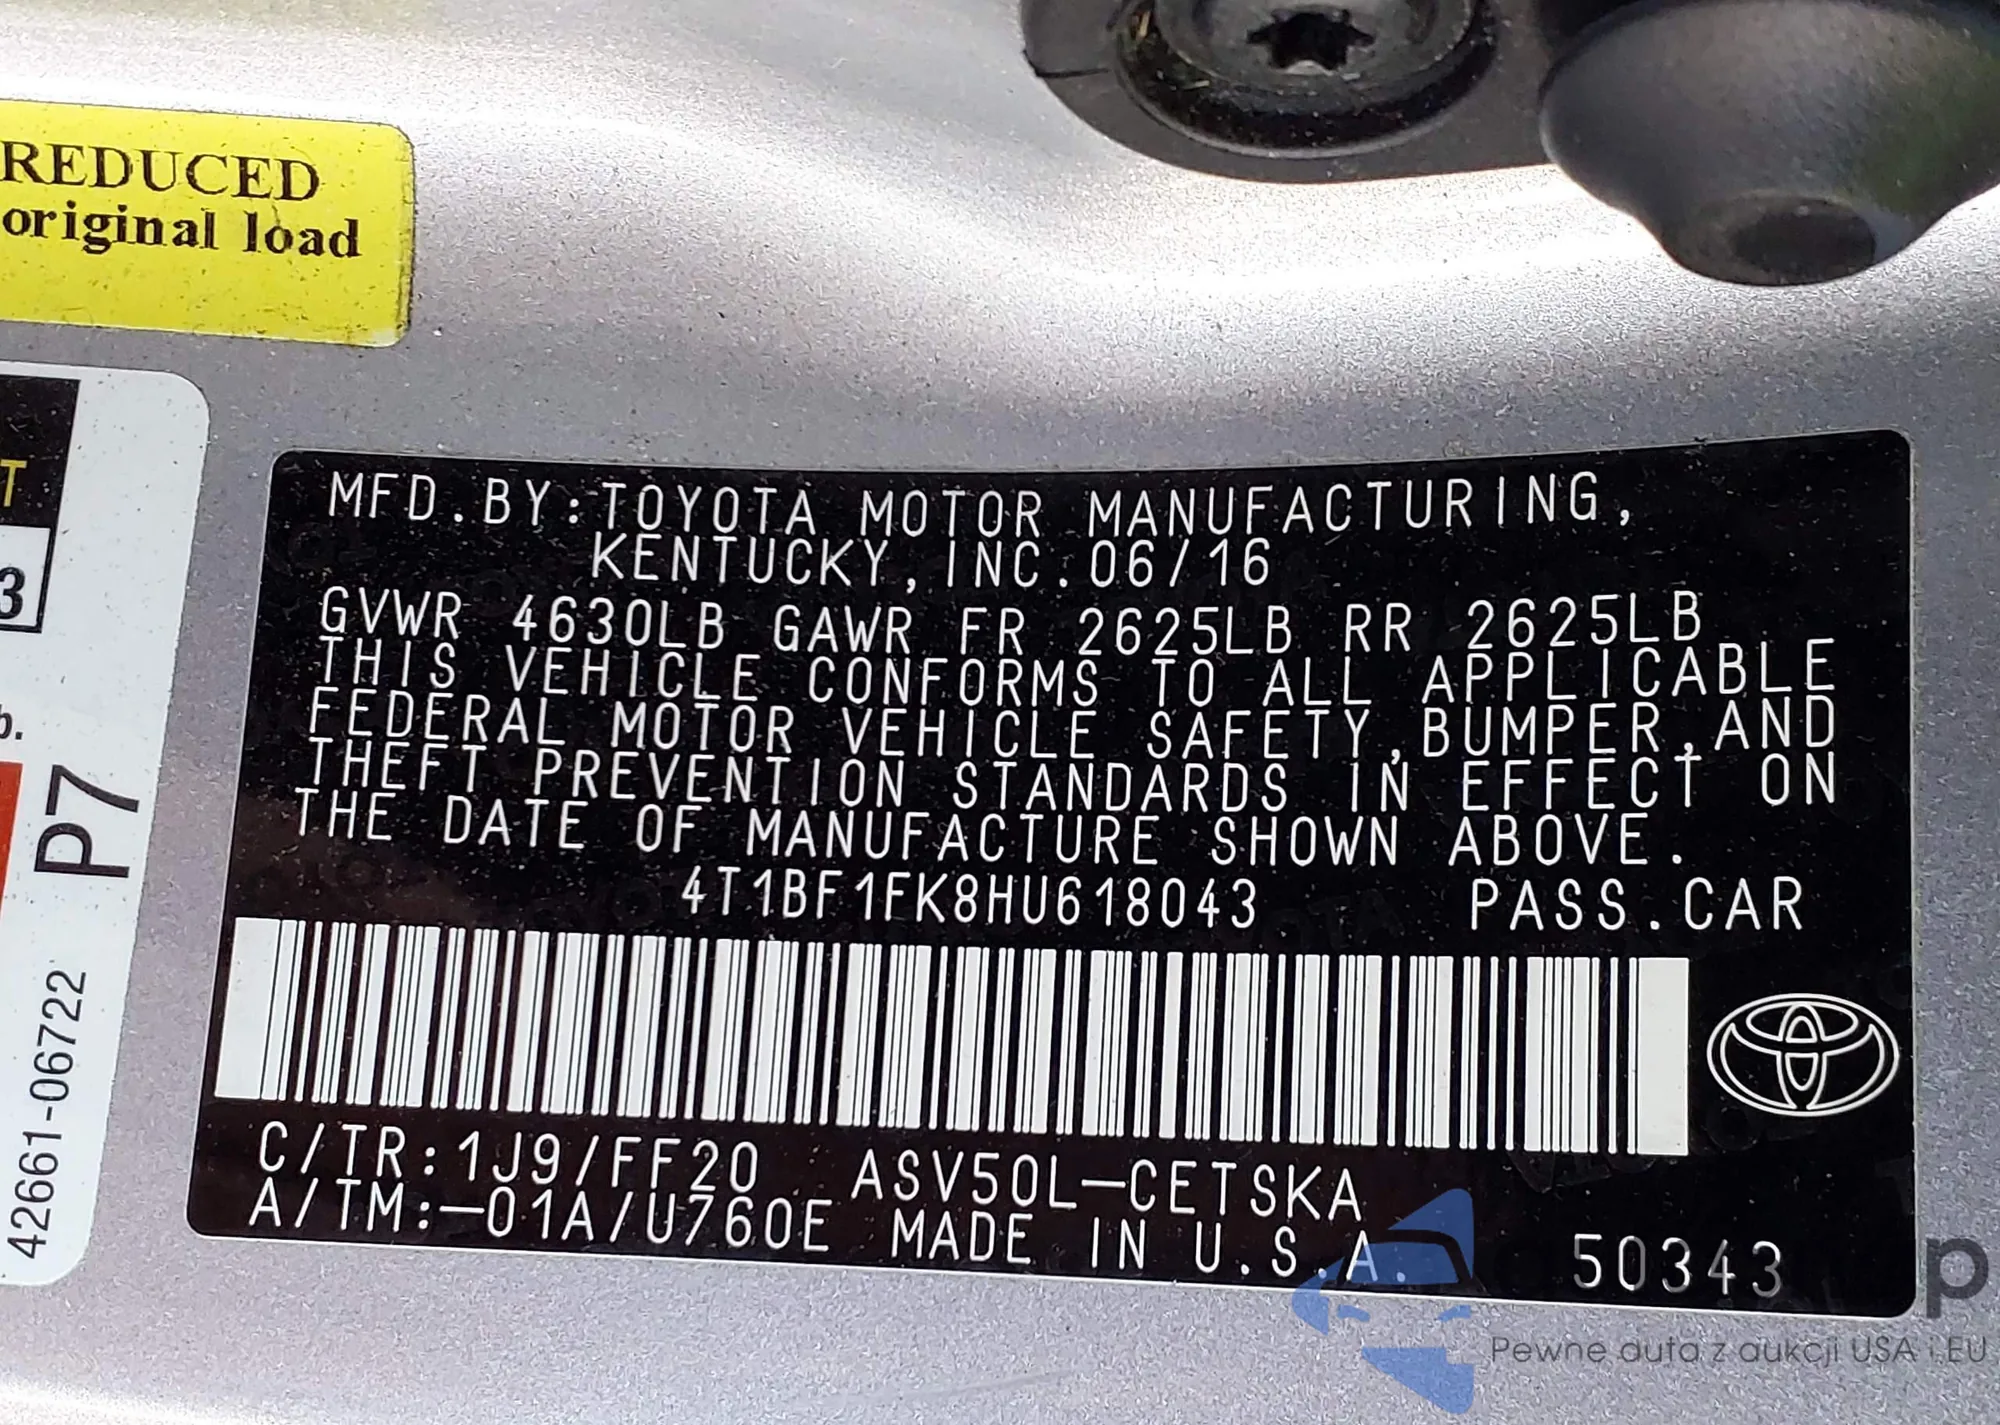 REDUCED
original load
T
3
b.
P7
42661-06722
MFD.BY:TOYOTA MOTOR MANUFACTURING,
KENTUCKY,INC.06/16
GVWR 4630LB GAWR FR 2625LB RR 2625LB
THIS VEHICLE CONFORMS TO ALL APPLICABLE
FEDERAL MOTOR VEHICLE SAFETY,BUMPER,AND
THEFT PREVENTION STANDARDS IN EFFECT ON
THE DATE OF MANUFACTURE SHOWN ABOVE.
4T1BF1FK8HU618043 PASS.CAR
C/TR:1J9/FF20 ASV50L-CETSKA
A/TM:-01A/U760E MADE IN U.S.A. 50343
p
Pewne auta z aukcji USA i EU